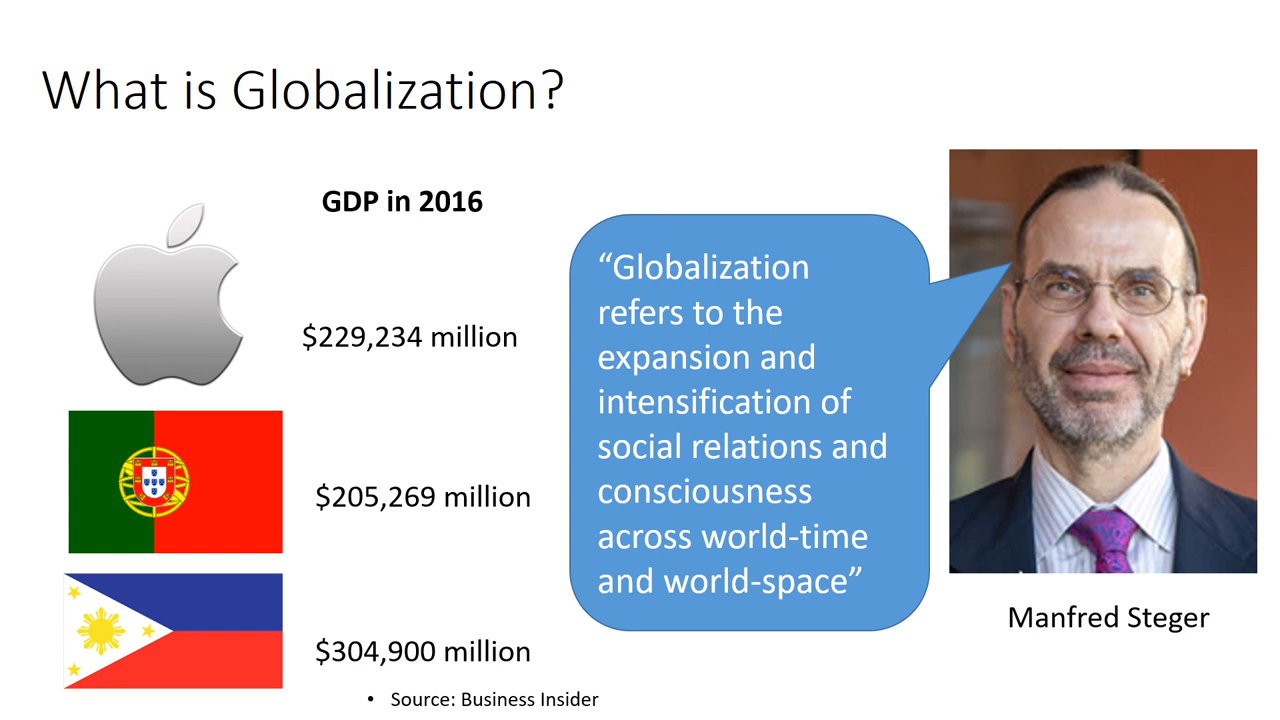 What is Globalization?
GDP in 2016
$229,234 million
$205,269 million
$304,900 million
• Source: Business Insider
“Globalization
refers to the
expansion and
intensification of
social relations and
consciousness
across world-time
and world-space”
Manfred Steger